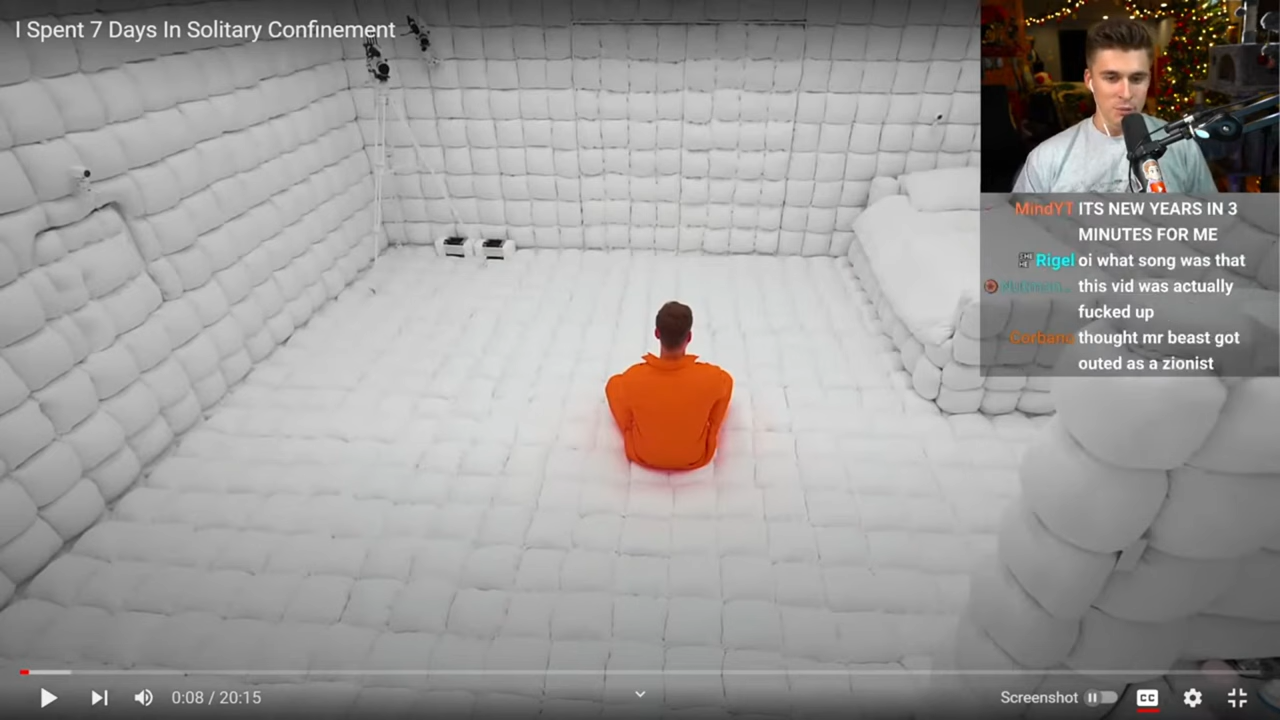 I Spent 7 Days In Solitary Confinement
MindYT ITS NEW YEARS IN 3
MINUTES FOR ME
Rigel oi what song was that
this vid was actually
fucked up
thought mr beast got
outed as a zionist
0:08 / 20:15
Screenshot
CC